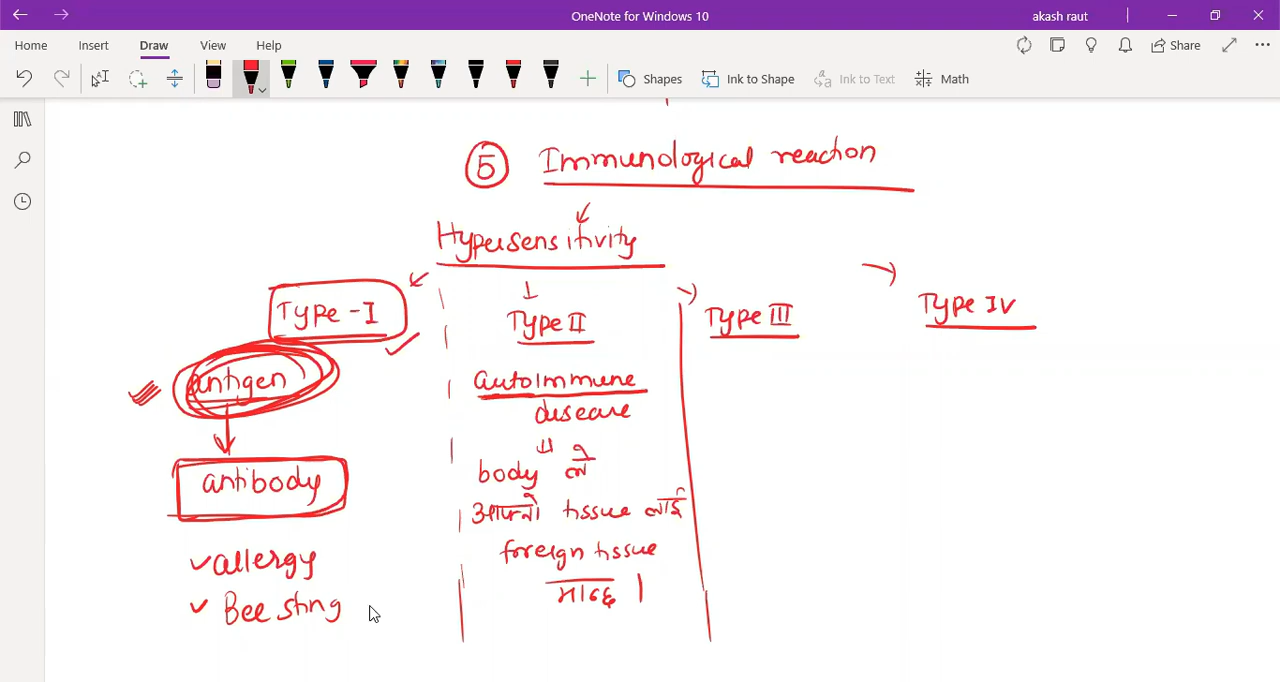 OneNote for Windows 10
akash raut
Home Insert Draw View Help
Share
Shapes Ink to Shape Ink to Text Math
5 Immunological reaction
Hypersensitivity
Type-I
Type II
Type III
Type IV
antigen
antibody
✓allergy
✓ Bee sting
autoimmune
disease
body ले
आफ्नो tissue लाई
foreign tissue
मान्छ ।